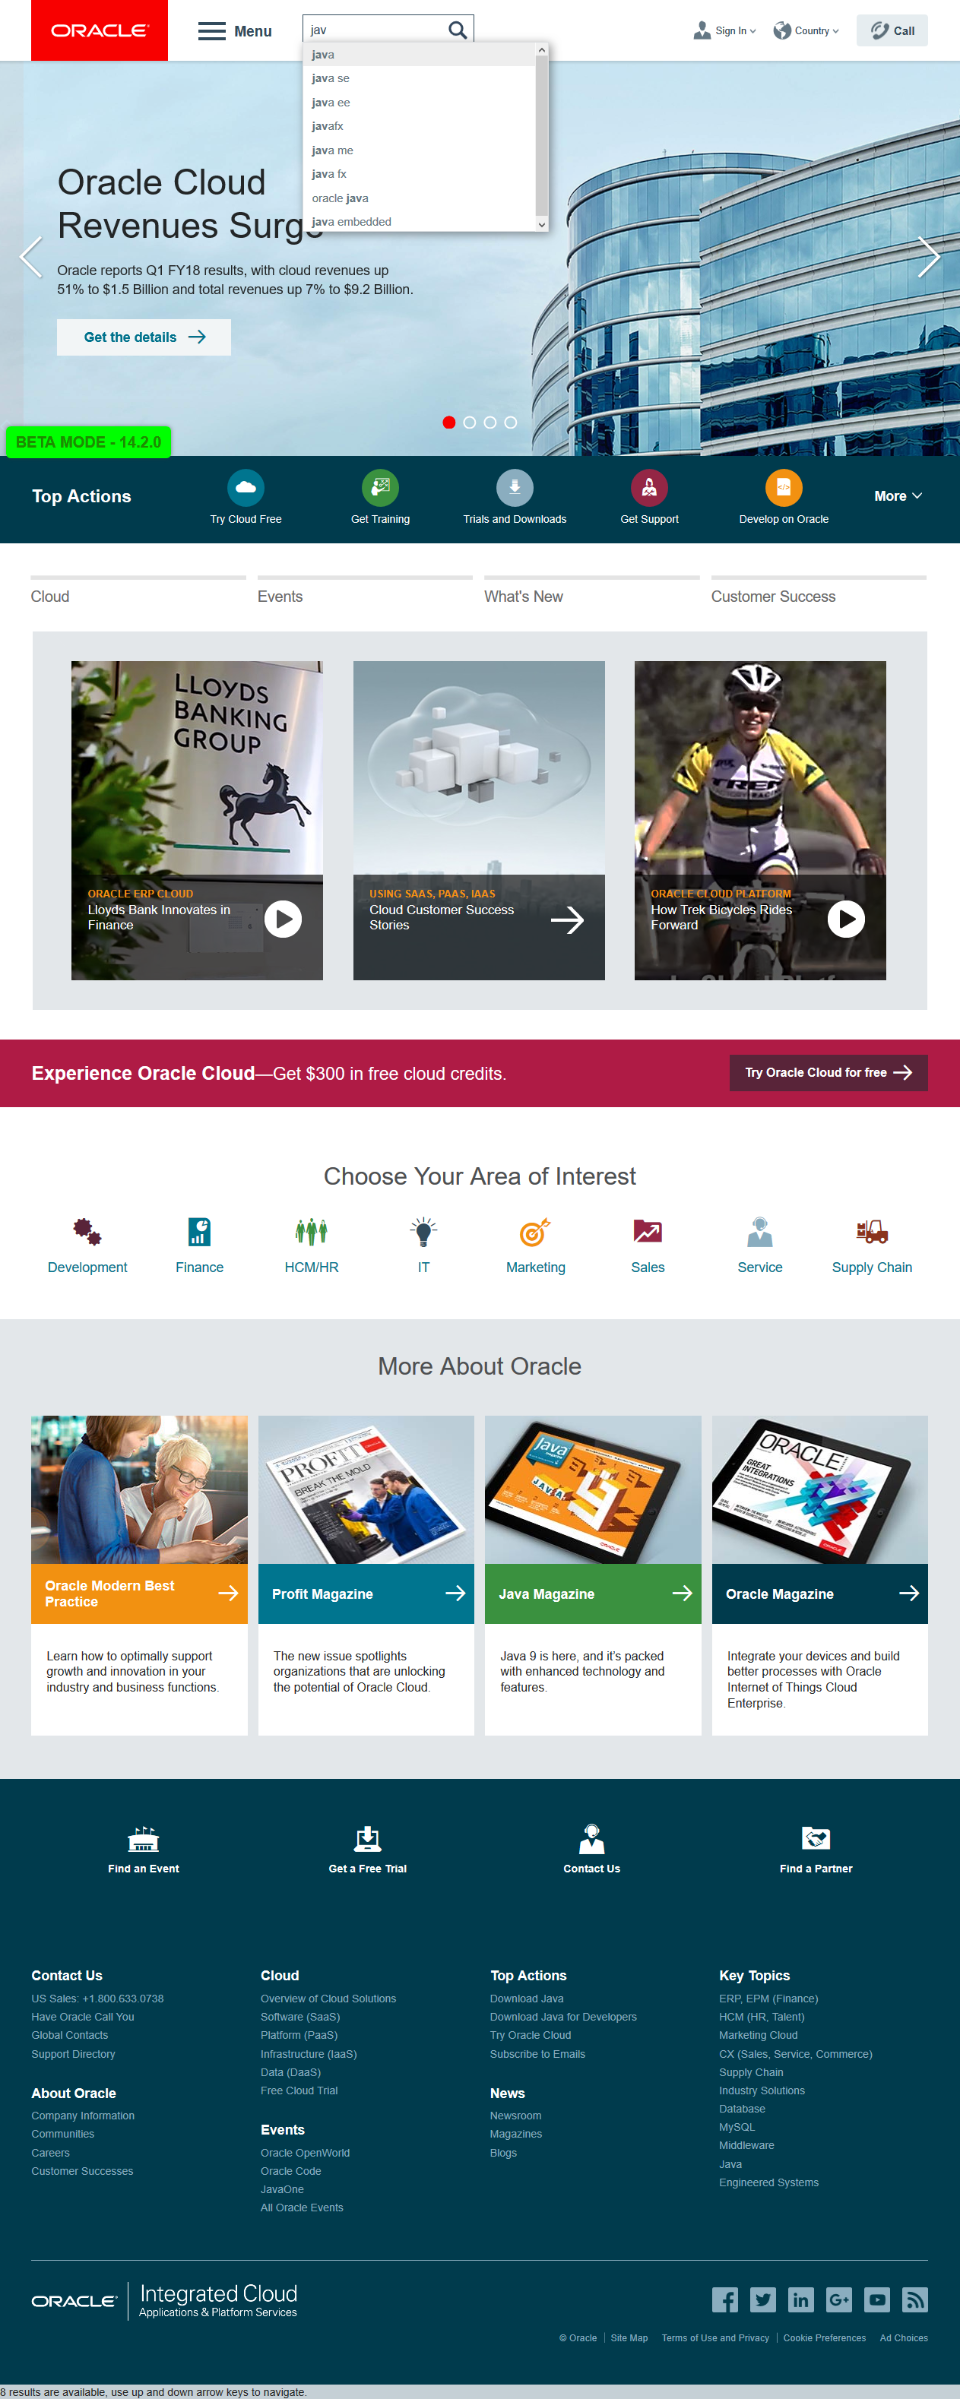 ORACLE
Menu
jav
Sign In
Country
Call
java
java se
java ee
javafx
java me
java fx
oracle java
java embedded
Oracle Cloud
Revenues Surge
Oracle reports Q1 FY18 results, with cloud revenues up
51% to $1.5 Billion and total revenues up 7% to $9.2 Billion.
Get the details
BETA MODE - 14.2.0
Top Actions
Try Cloud Free
Get Training
Trials and Downloads
Get Support
Develop on Oracle
More
Cloud
Events
What's New
Customer Success
LLOYDS
BANKING
GROUP
ORACLE ERP CLOUD
Lloyds Bank Innovates in
Finance
USING SAAS, PAAS, IAAS
Cloud Customer Success
Stories
TREK
ORACLE CLOUD PLATFORM
How Trek Bicycles Rides
Forward
20
Experience Oracle Cloud—Get $300 in free cloud credits.
Try Oracle Cloud for free
Choose Your Area of Interest
Development
Finance
HCM/HR
IT
Marketing
Sales
Service
Supply Chain
More About Oracle
PROFIT
BREAK THE MOLD
java
JAVA
ORACLE
GREAT
INTEGRATIONS
Oracle Modern Best
Practice
Profit Magazine
Java Magazine
Oracle Magazine
Learn how to optimally support
growth and innovation in your
industry and business functions.
The new issue spotlights
organizations that are unlocking
the potential of Oracle Cloud.
Java 9 is here, and it's packed
with enhanced technology and
features.
Integrate your devices and build
better processes with Oracle
Internet of Things Cloud
Enterprise.
Find an Event
Get a Free Trial
Contact Us
Find a Partner
Contact Us
US Sales: +1.800.633.0738
Have Oracle Call You
Global Contacts
Support Directory
About Oracle
Company Information
Communities
Careers
Customer Successes
Cloud
Overview of Cloud Solutions
Software (SaaS)
Platform (PaaS)
Infrastructure (IaaS)
Data (DaaS)
Free Cloud Trial
Events
Oracle OpenWorld
Oracle Code
JavaOne
All Oracle Events
Top Actions
Download Java
Download Java for Developers
Try Oracle Cloud
Subscribe to Emails
News
Newsroom
Magazines
Blogs
Key Topics
ERP, EPM (Finance)
HCM (HR, Talent)
Marketing Cloud
CX (Sales, Service, Commerce)
Supply Chain
Industry Solutions
Database
MySQL
Middleware
Java
Engineered Systems
ORACLE
Integrated Cloud
Applications & Platform Services
© Oracle
Site Map
Terms of Use and Privacy
Cookie Preferences
Ad Choices
8 results are available, use up and down arrow keys to navigate.